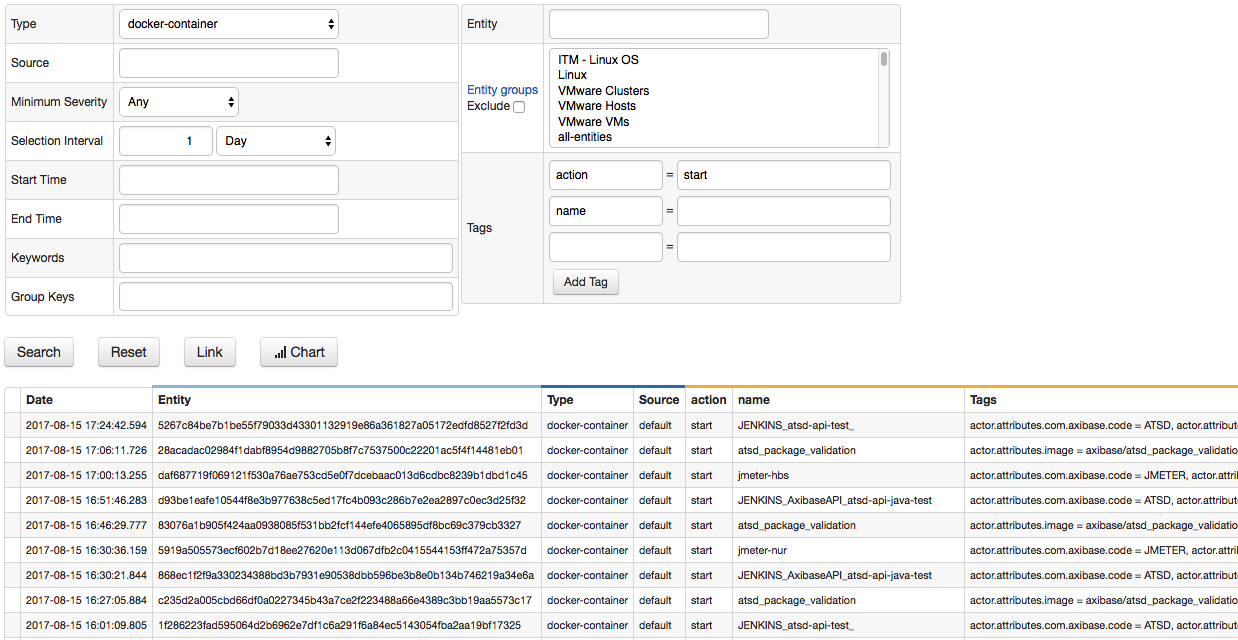 Type docker-container
Source
Minimum Severity Any
Selection Interval 1 Day
Start Time
End Time
Keywords
Group Keys
Entity
Entity groups
Exclude
ITM - Linux OS
Linux
VMware Clusters
VMware Hosts
VMware VMs
all-entities
Tags
action = start
name =
=
Add Tag
Search Reset Link Chart
Date Entity Type Source action name Tags
2017-08-15 17:24:42.594 5267c84be7b1be55f79033d43301132919e86a361827a05172edfd8527f2fd3d docker-container default start JENKINS_atsd-api-test_ actor.attributes.com.axibase.code = ATSD, actor.attribut
2017-08-15 17:06:11.726 28acadac02984f1dabf8954d9882705b8f7c7537500c22201ac5f4f14481eb01 docker-container default start atsd_package_validation actor.attributes.image = axibase/atsd_package_validatio
2017-08-15 17:00:13.255 daf687719f069121f530a76ae753cd5e0f7dcebaac013d6cdbc8239b1dbd1c45 docker-container default start jmeter-hbs actor.attributes.com.axibase.code = JMETER, actor.attri
2017-08-15 16:51:46.283 d93be1eafe10544f8e3b977638c5ed17fc4b093c286b7e2ea2897c0ec3d25f32 docker-container default start JENKINS_AxibaseAPI_atsd-api-java-test actor.attributes.com.axibase.code = ATSD, actor.attribut
2017-08-15 16:46:29.777 83076a1b905f424aa0938085f531bb2fcf144efe4065895df8bc69c379cb3327 docker-container default start atsd_package_validation actor.attributes.image = axibase/atsd_package_validatio
2017-08-15 16:30:36.159 5919a505573ecf602b7d18ee27620e113d067dfb2c0415544153ff472a75357d docker-container default start jmeter-nur actor.attributes.com.axibase.code = JMETER, actor.attri
2017-08-15 16:30:21.844 868ec1f2f9a330234388bd3b7931e90538dbb596be3b8e0b134b746219a34e6a docker-container default start JENKINS_AxibaseAPI_atsd-api-java-test actor.attributes.com.axibase.code = ATSD, actor.attribut
2017-08-15 16:27:05.884 c235d2a005cbd66df0a0227345b43a7ce2f223488a66e4389c3bb19aa5573c17 docker-container default start atsd_package_validation actor.attributes.image = axibase/atsd_package_validatio
2017-08-15 16:01:09.805 1f286223fad595064d2b6962e7df1c6a291f6a84ec5143054fba2aa19bf17325 docker-container default start JENKINS_atsd-api-test_ actor.attributes.com.axibase.code = ATSD, actor.attribut